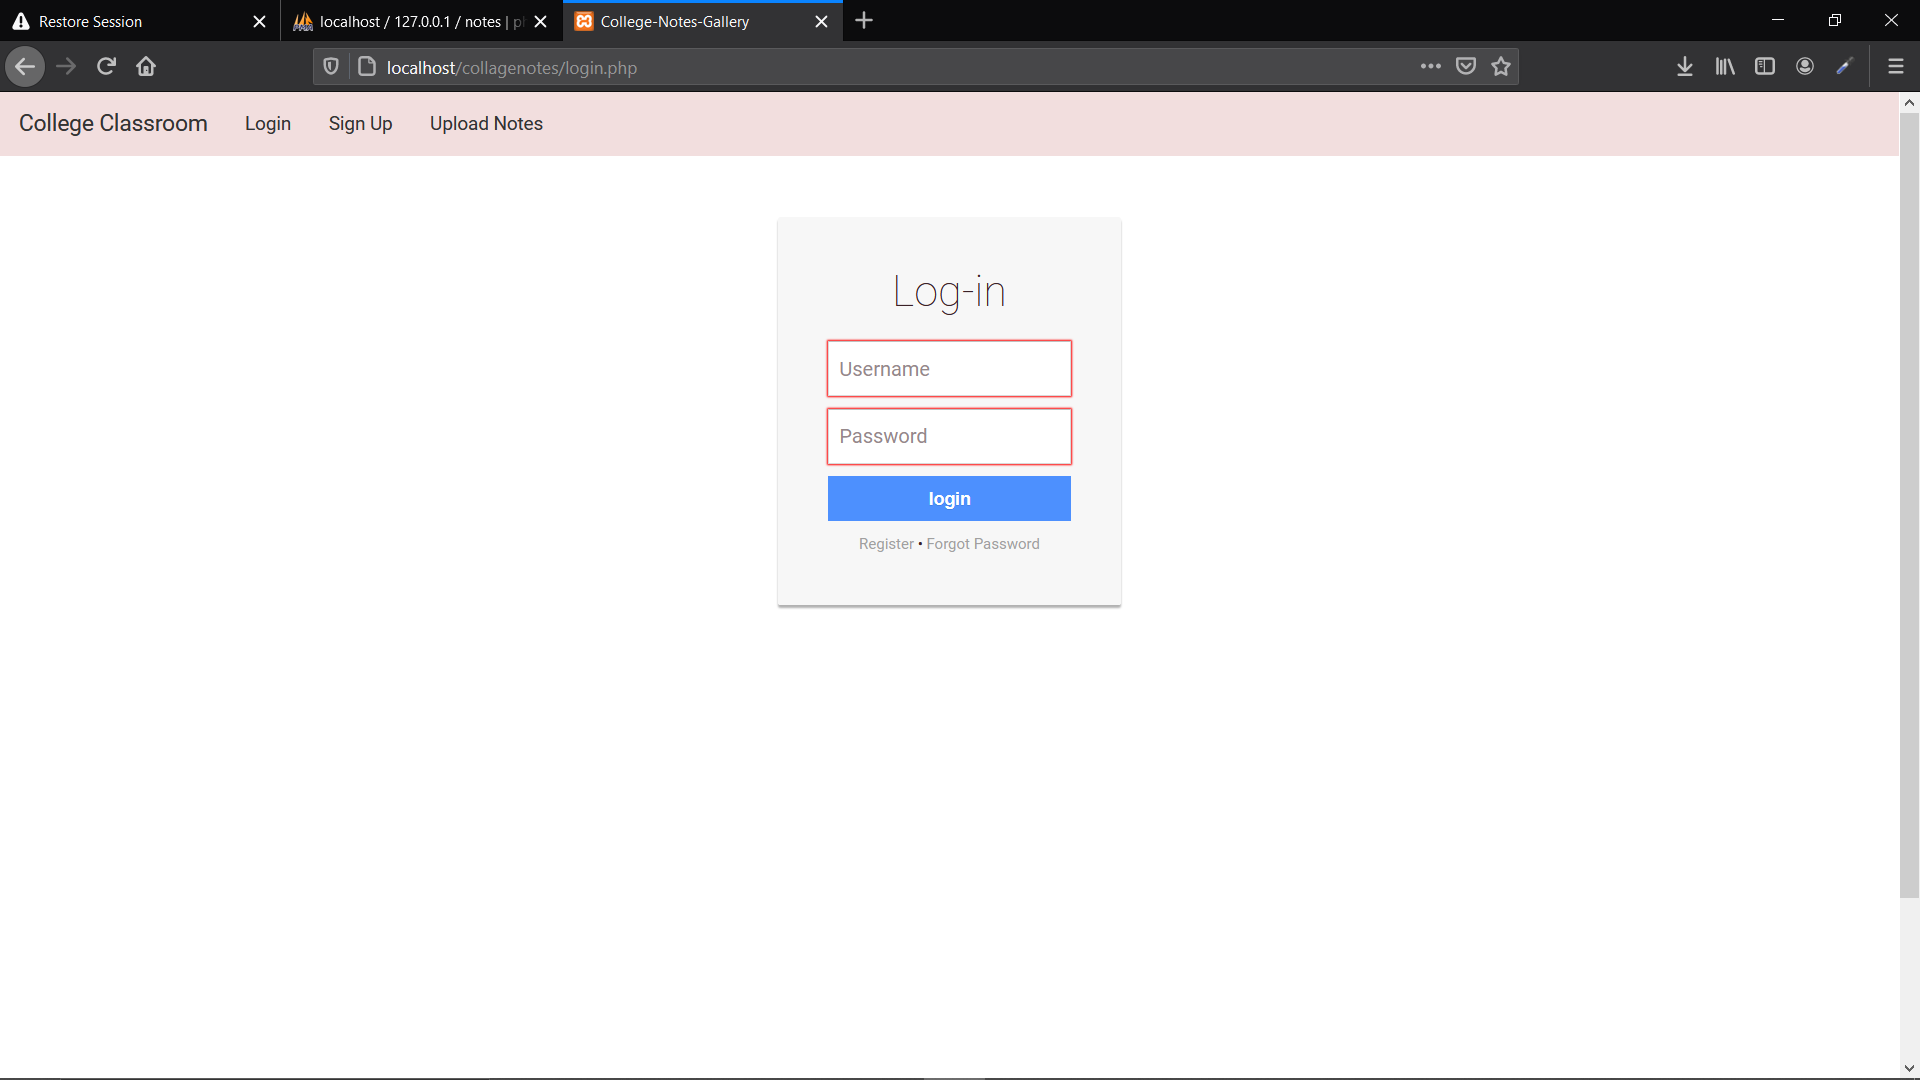 Restore Session
localhost / 127.0.0.1 / notes | ph
College-Notes-Gallery
localhost/collagenotes/login.php
College Classroom Login Sign Up Upload Notes
Log-in
Username
Password
login
Register • Forgot Password